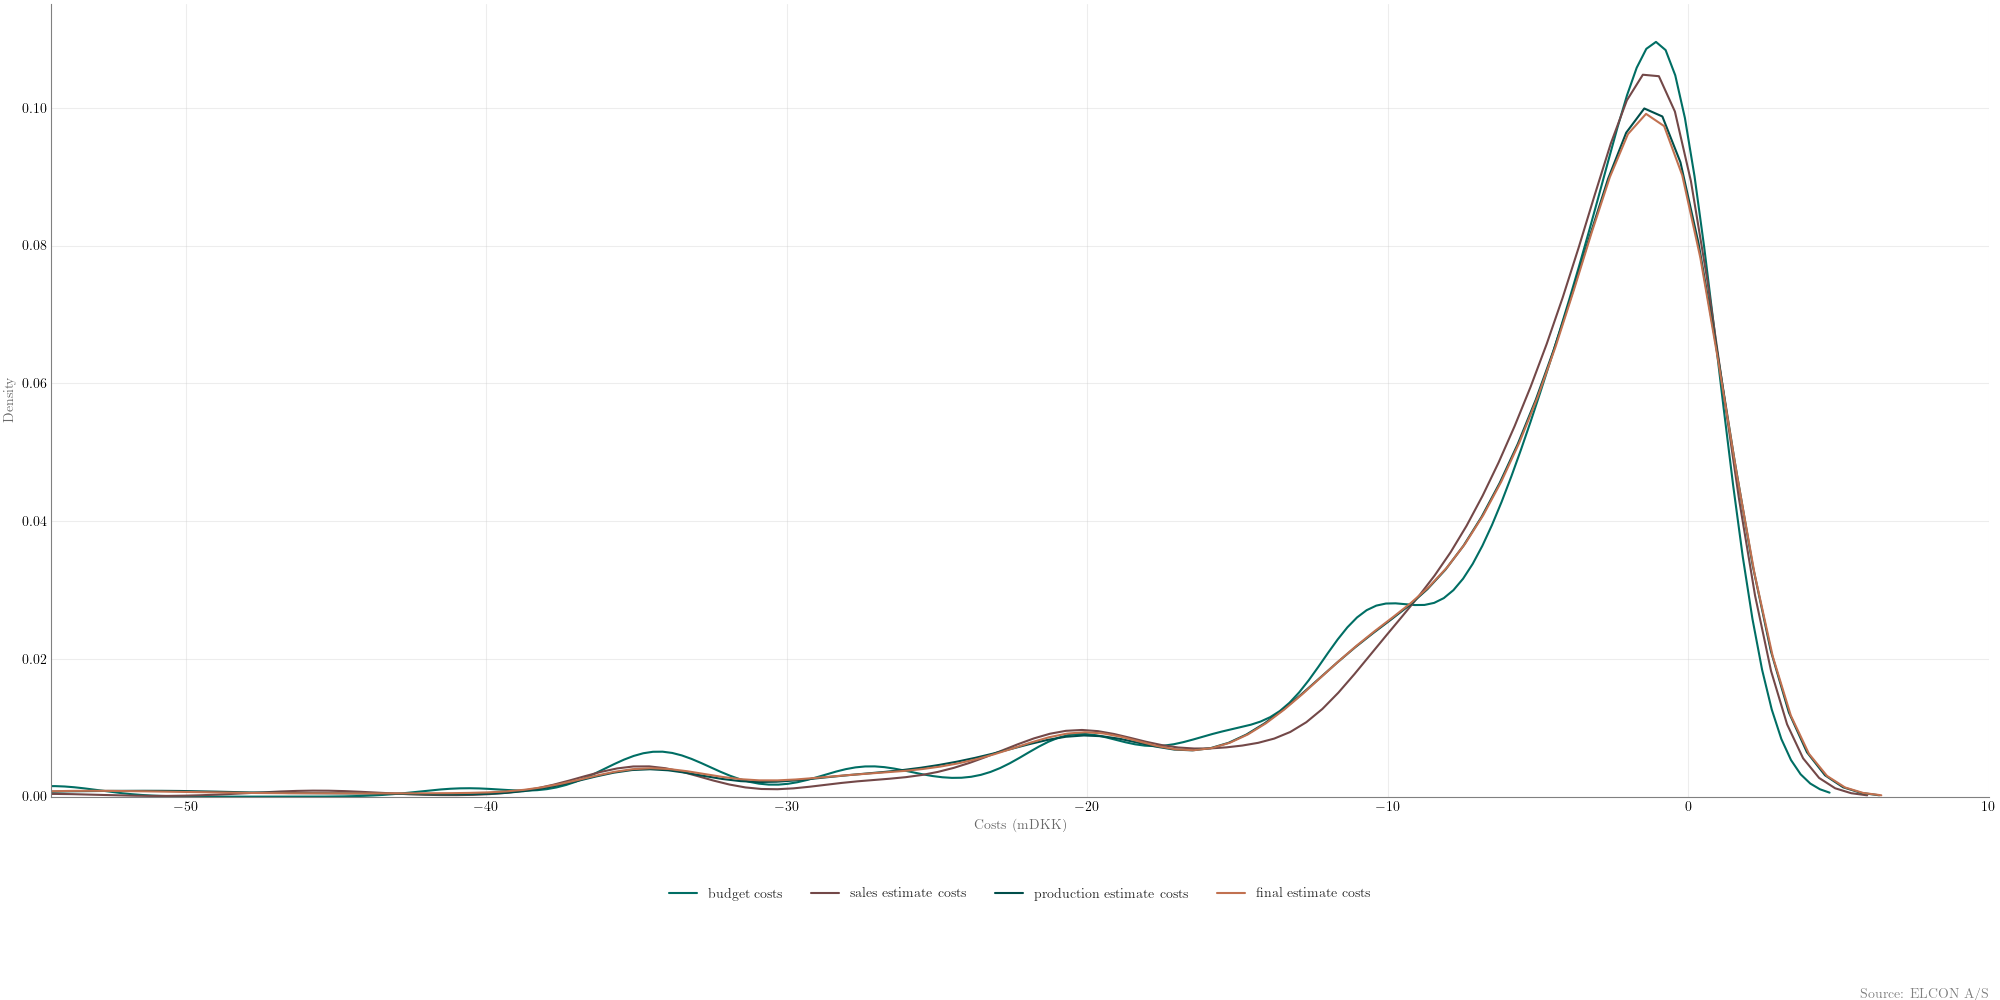 Density
0.10
0.08
0.06
0.04
0.02
0.00
−50 −40 −30 −20 −10 0 10
Costs (mDKK)
budget costs sales estimate costs production estimate costs final estimate costs
Source: ELCON A/S